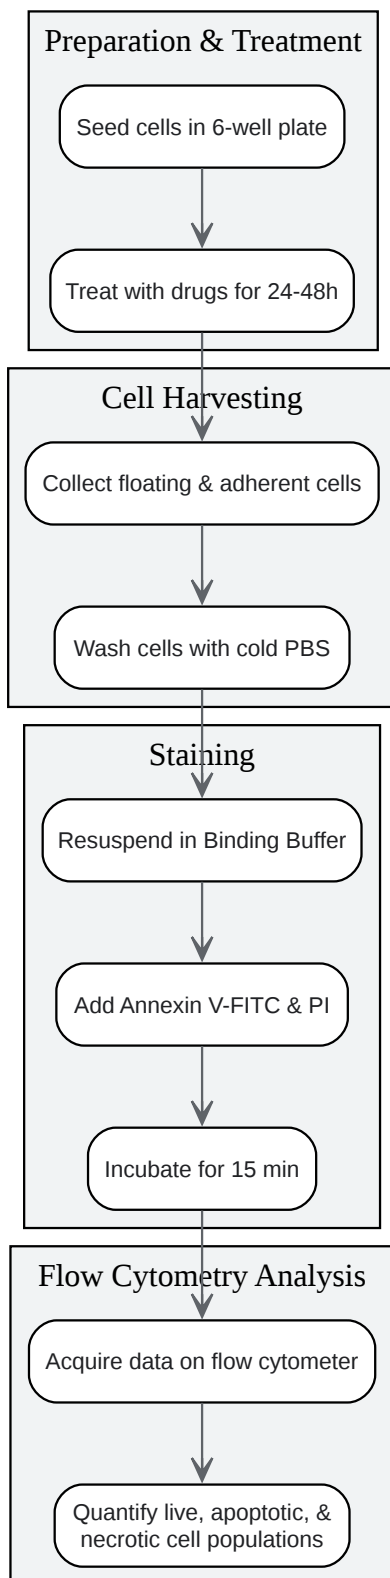 Preparation & Treatment
Seed cells in 6-well plate
Treat with drugs for 24-48h
Cell Harvesting
Collect floating & adherent cells
Wash cells with cold PBS
Staining
Resuspend in Binding Buffer
Add Annexin V-FITC & PI
Incubate for 15 min
Flow Cytometry Analysis
Acquire data on flow cytometer
Quantify live, apoptotic, &
necrotic cell populations